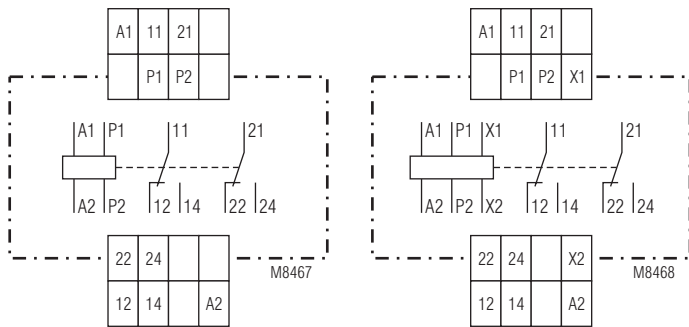 A1 11 21
P1 P2
A1 P1 11 21
A2 P2 12 14 22 24
22 24
12 14 A2
M8467
A1 11 21
P1 P2 X1
A1 P1 X1 11 21
A2 P2 X2 12 14 22 24
22 24 X2
12 14 A2
M8468